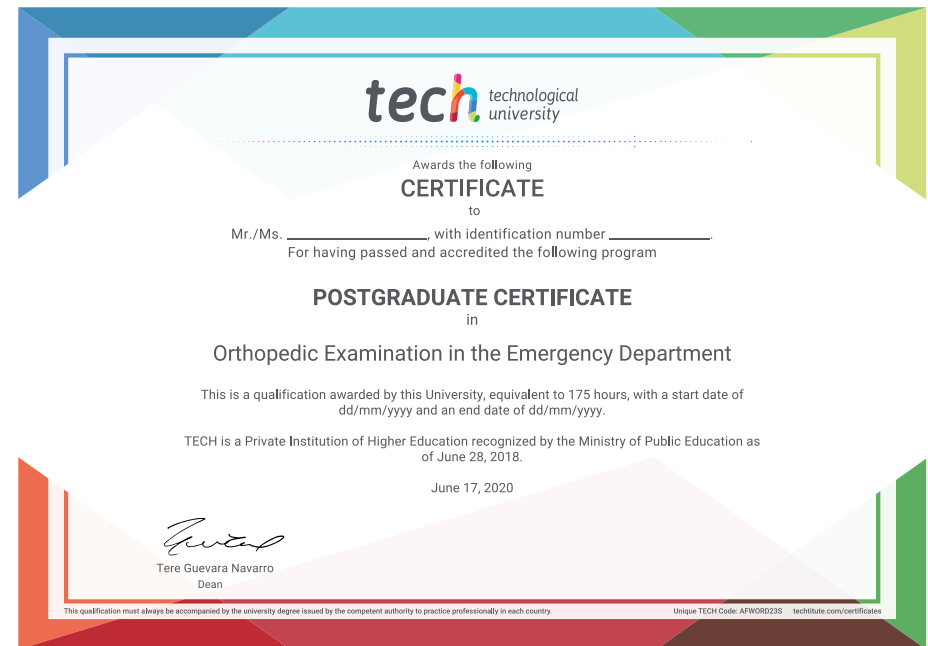 tech technological
university
Awards the following
CERTIFICATE
to
Mr./Ms. ____________________, with identification number ______________.
For having passed and accredited the following program
POSTGRADUATE CERTIFICATE
in
Orthopedic Examination in the Emergency Department
This is a qualification awarded by this University, equivalent to 175 hours, with a start date of
dd/mm/yyyy and an end date of dd/mm/yyyy.
TECH is a Private Institution of Higher Education recognized by the Ministry of Public Education as
of June 28, 2018.
June 17, 2020
Tere Guevara Navarro
Dean
This qualification must always be accompanied by the university degree issued by the competent authority to practice professionally in each country.
Unique TECH Code: AFWORD23S techtitute.com/certificates